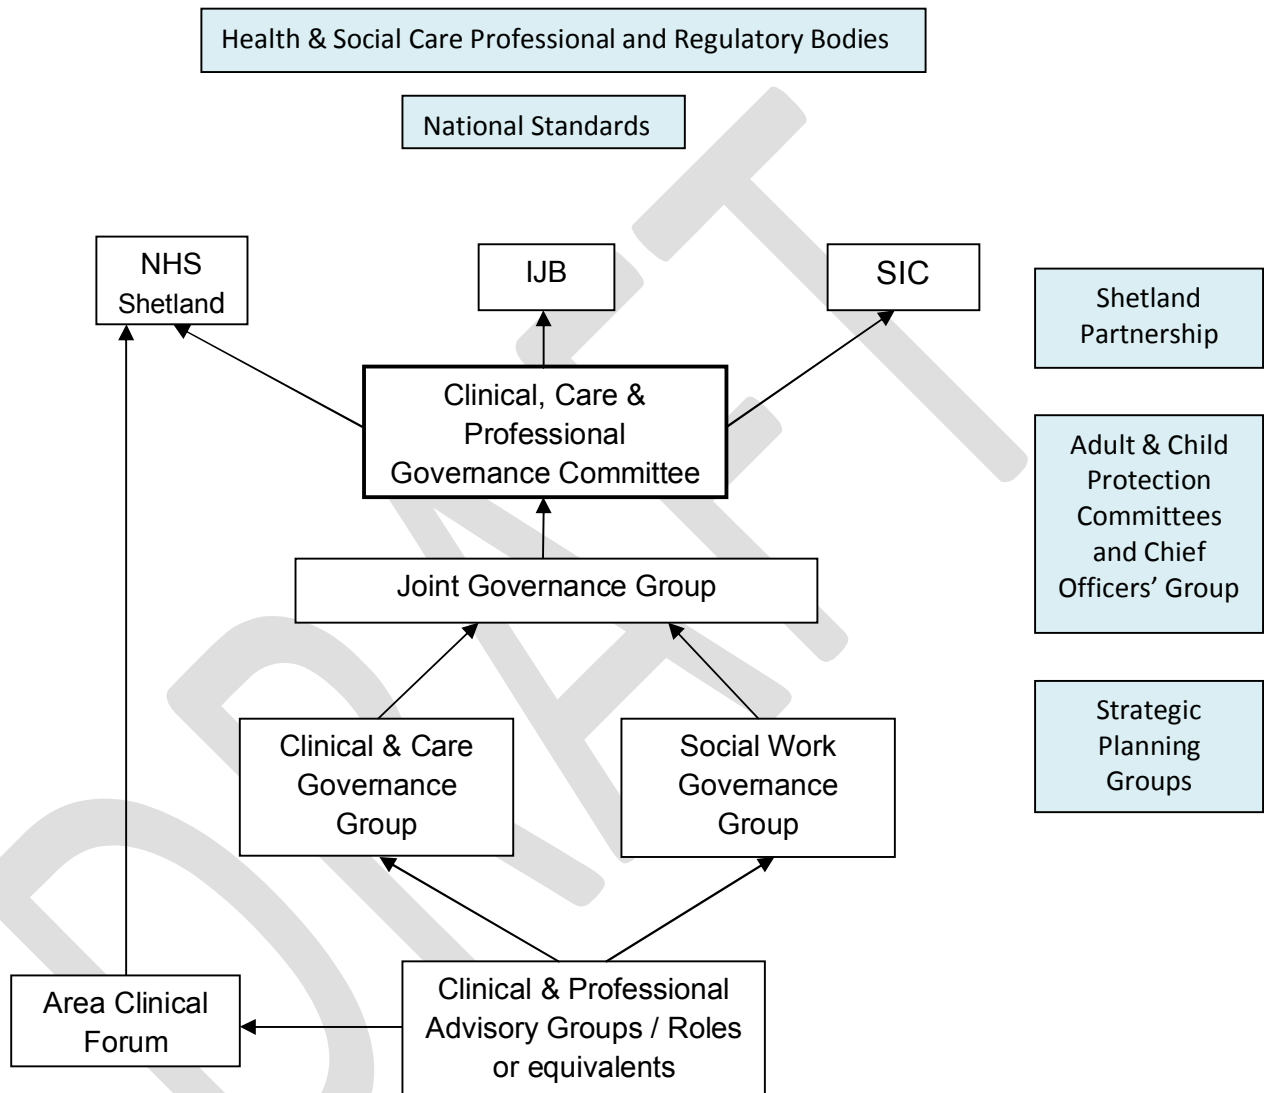 Health & Social Care Professional and Regulatory Bodies
National Standards
NHS
Shetland
IJB
SIC
Shetland
Partnership
Clinical, Care &
Professional
Governance Committee
Adult & Child
Protection
Committees
and Chief
Officers’ Group
Joint Governance Group
Strategic
Planning
Groups
Clinical & Care
Governance
Group
Social Work
Governance
Group
Area Clinical
Forum
Clinical & Professional
Advisory Groups / Roles
or equivalents
DRAFT